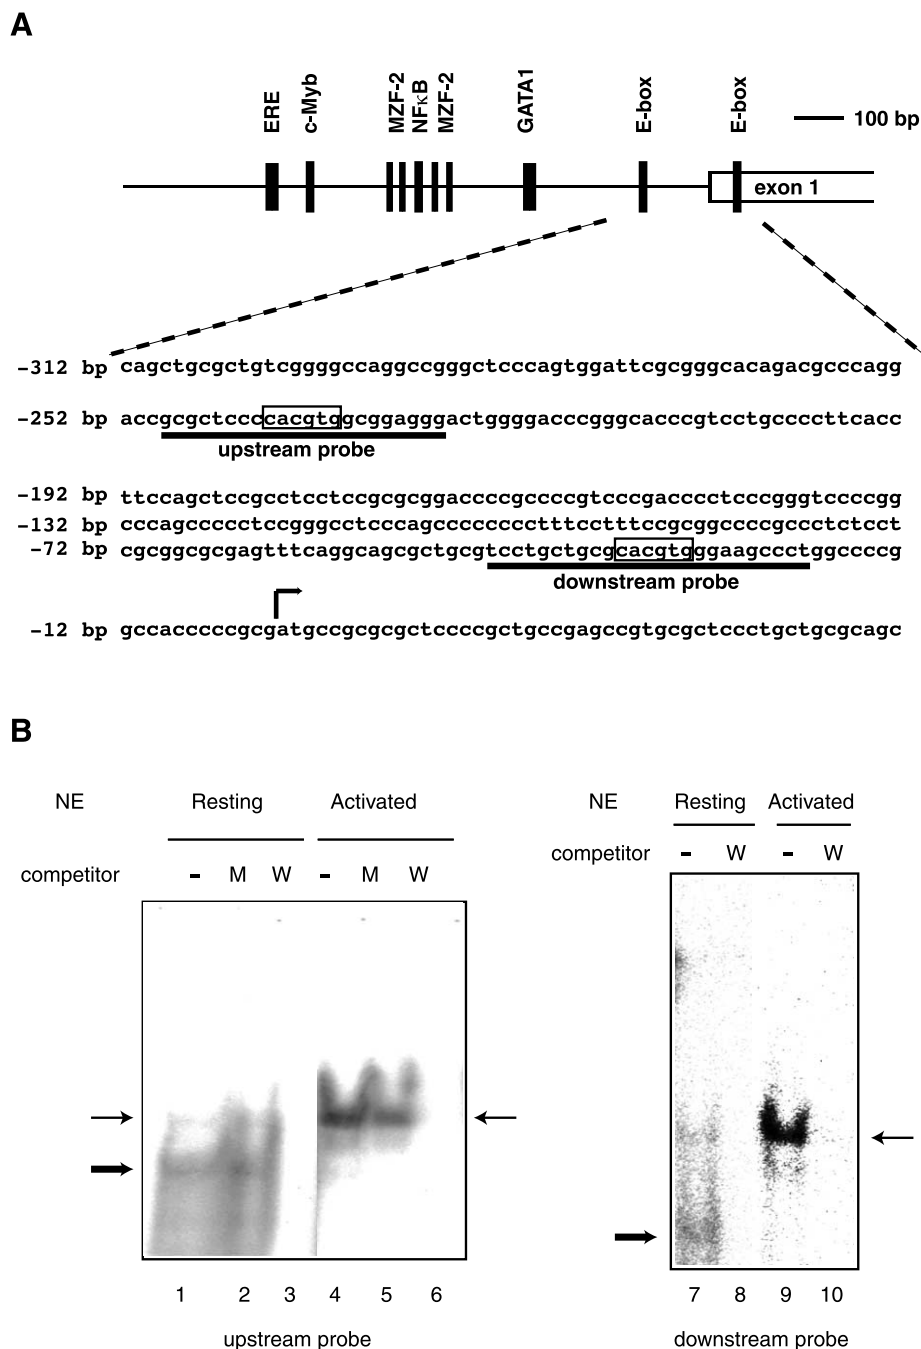 A
ERE
c-Myb
MZF-2
NFκB
MZF-2
GATA1
E-box
E-box
100 bp
exon 1
-312 bp cagctgcgctgtcggggccaggccgggctcccagtggattcgcgggcacagacgcccagg
-252 bp accgcgctccccacgtggcggagggactggggacccgggcacccgtcctgccccttcacc
upstream probe
-192 bp ttccagctccgcctcctccgcgcggaccccgccccgtcccgacccctcccgggtccccgg
-132 bp cccagccccctccgggcctcccagcccccccctttcctttccgcggccccgccctctcct
-72 bp cgcggcgcgagtttcaggcagcgctgcgtcctgctgcgcacgtgggaagccctggccccg
downstream probe
-12 bp gccacccccgcgatgccgcgcgctccccgctgccgagccgtgcgctccctgctgcgcagc
B
NE Resting Activated
competitor - M W - M W
1 2 3 4 5 6
upstream probe
NE Resting Activated
competitor - W - W
7 8 9 10
downstream probe